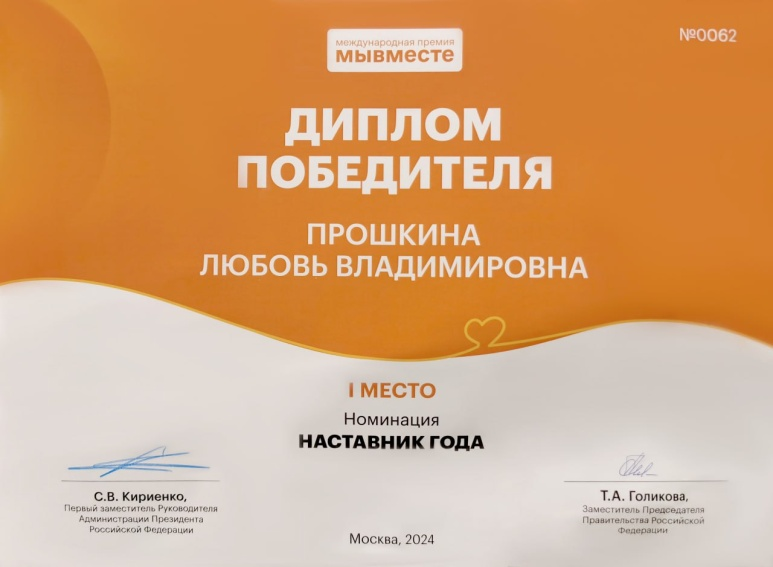 №0062
международная премия
МЫВМЕСТЕ
ДИПЛОМ
ПОБЕДИТЕЛЯ
ПРОШКИНА
ЛЮБОВЬ ВЛАДИМИРОВНА
I МЕСТО
Номинация
НАСТАВНИК ГОДА
С.В. Кириенко,
Первый заместитель Руководителя
Администрации Президента
Российской Федерации
Т.А. Голикова,
Заместитель Председателя
Правительства Российской
Федерации
Москва, 2024